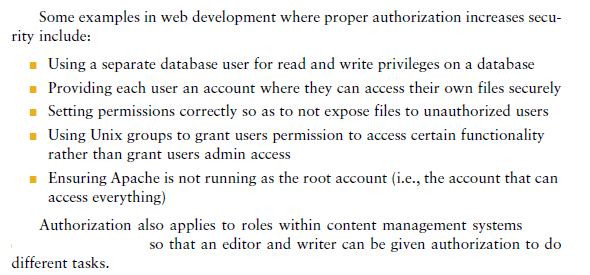 Some examples in web development where proper authorization increases secu-
rity include:
■ Using a separate database user for read and write privileges on a database
■ Providing each user an account where they can access their own files securely
■ Setting permissions correctly so as to not expose files to unauthorized users
■ Using Unix groups to grant users permission to access certain functionality
rather than grant users admin access
■ Ensuring Apache is not running as the root account (i.e., the account that can
access everything)
Authorization also applies to roles within content management systems
so that an editor and writer can be given authorization to do
different tasks.